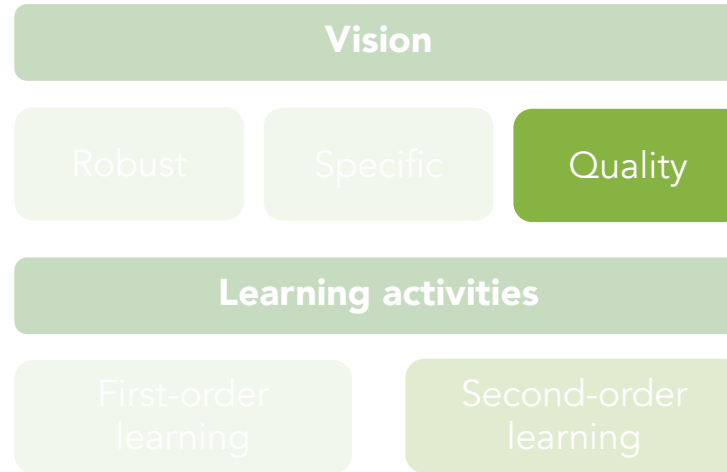 Vision
Robust
Specific
Quality
Learning activities
First-order
learning
Second-order
learning